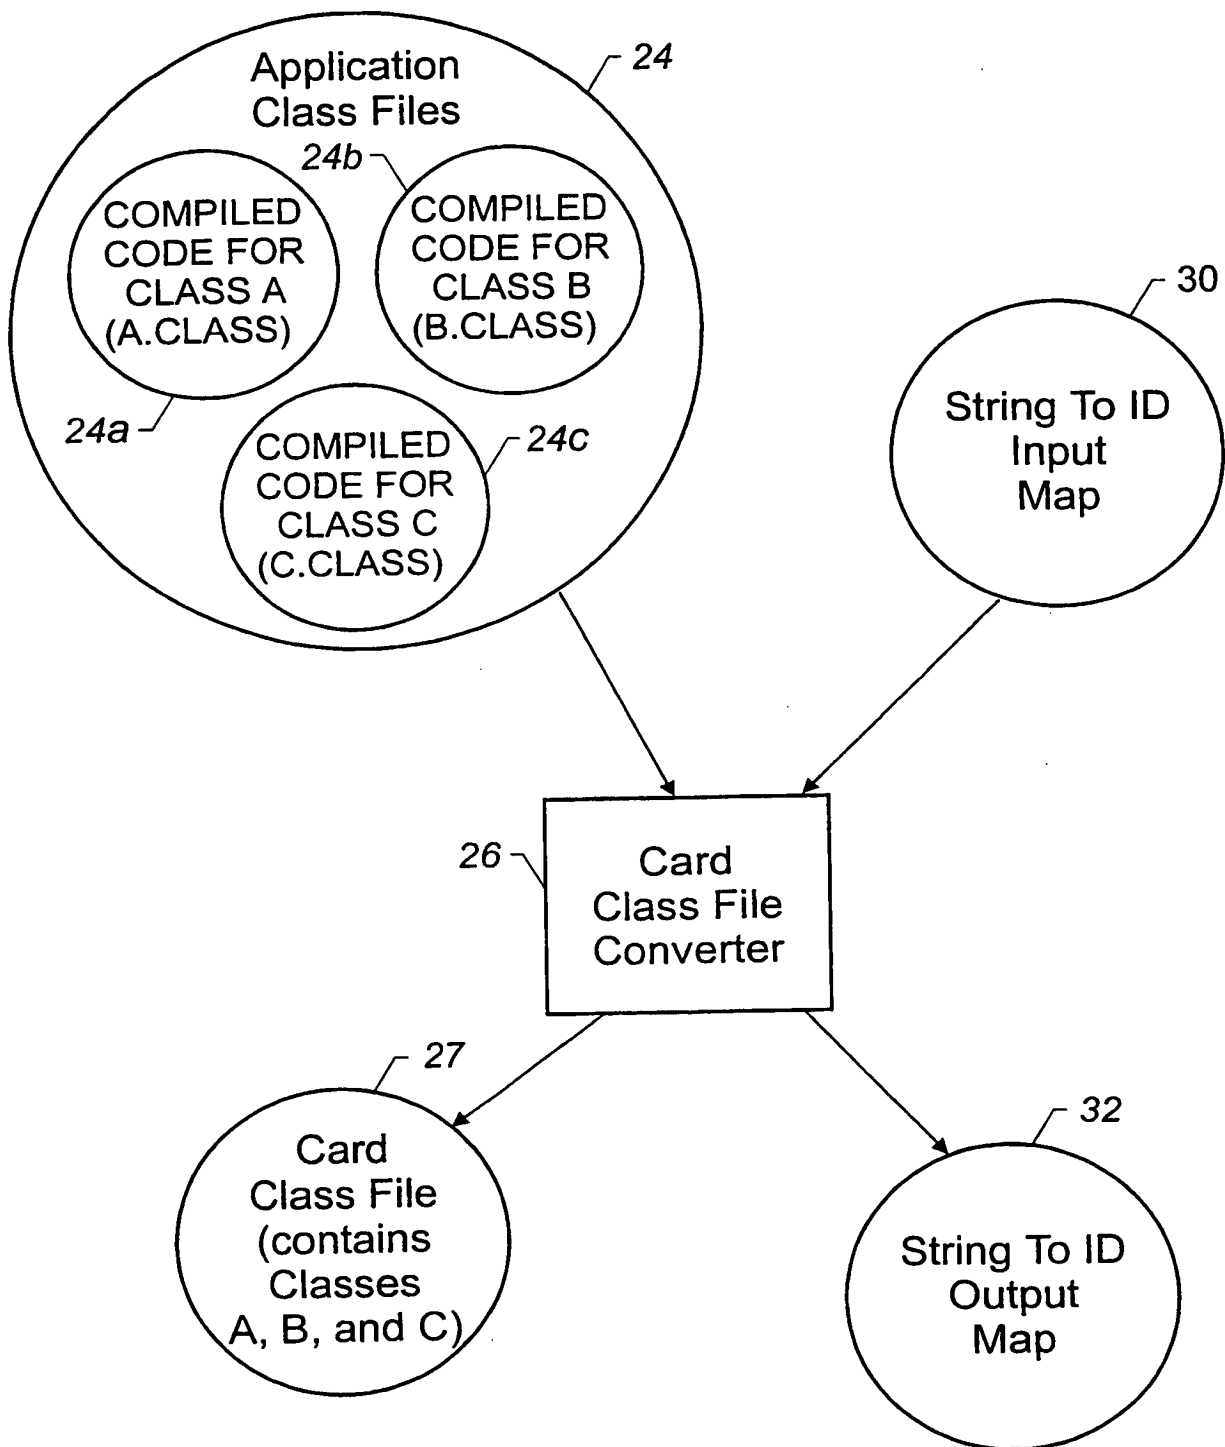 Application
Class Files
24
24b
COMPILED
CODE FOR
CLASS A
(A.CLASS)
COMPILED
CODE FOR
CLASS B
(B.CLASS)
24a
COMPILED
CODE FOR
CLASS C
(C.CLASS)
24c
30
String To ID
Input
Map
26
Card
Class File
Converter
27
Card
Class File
(contains
Classes
A, B, and C)
32
String To ID
Output
Map